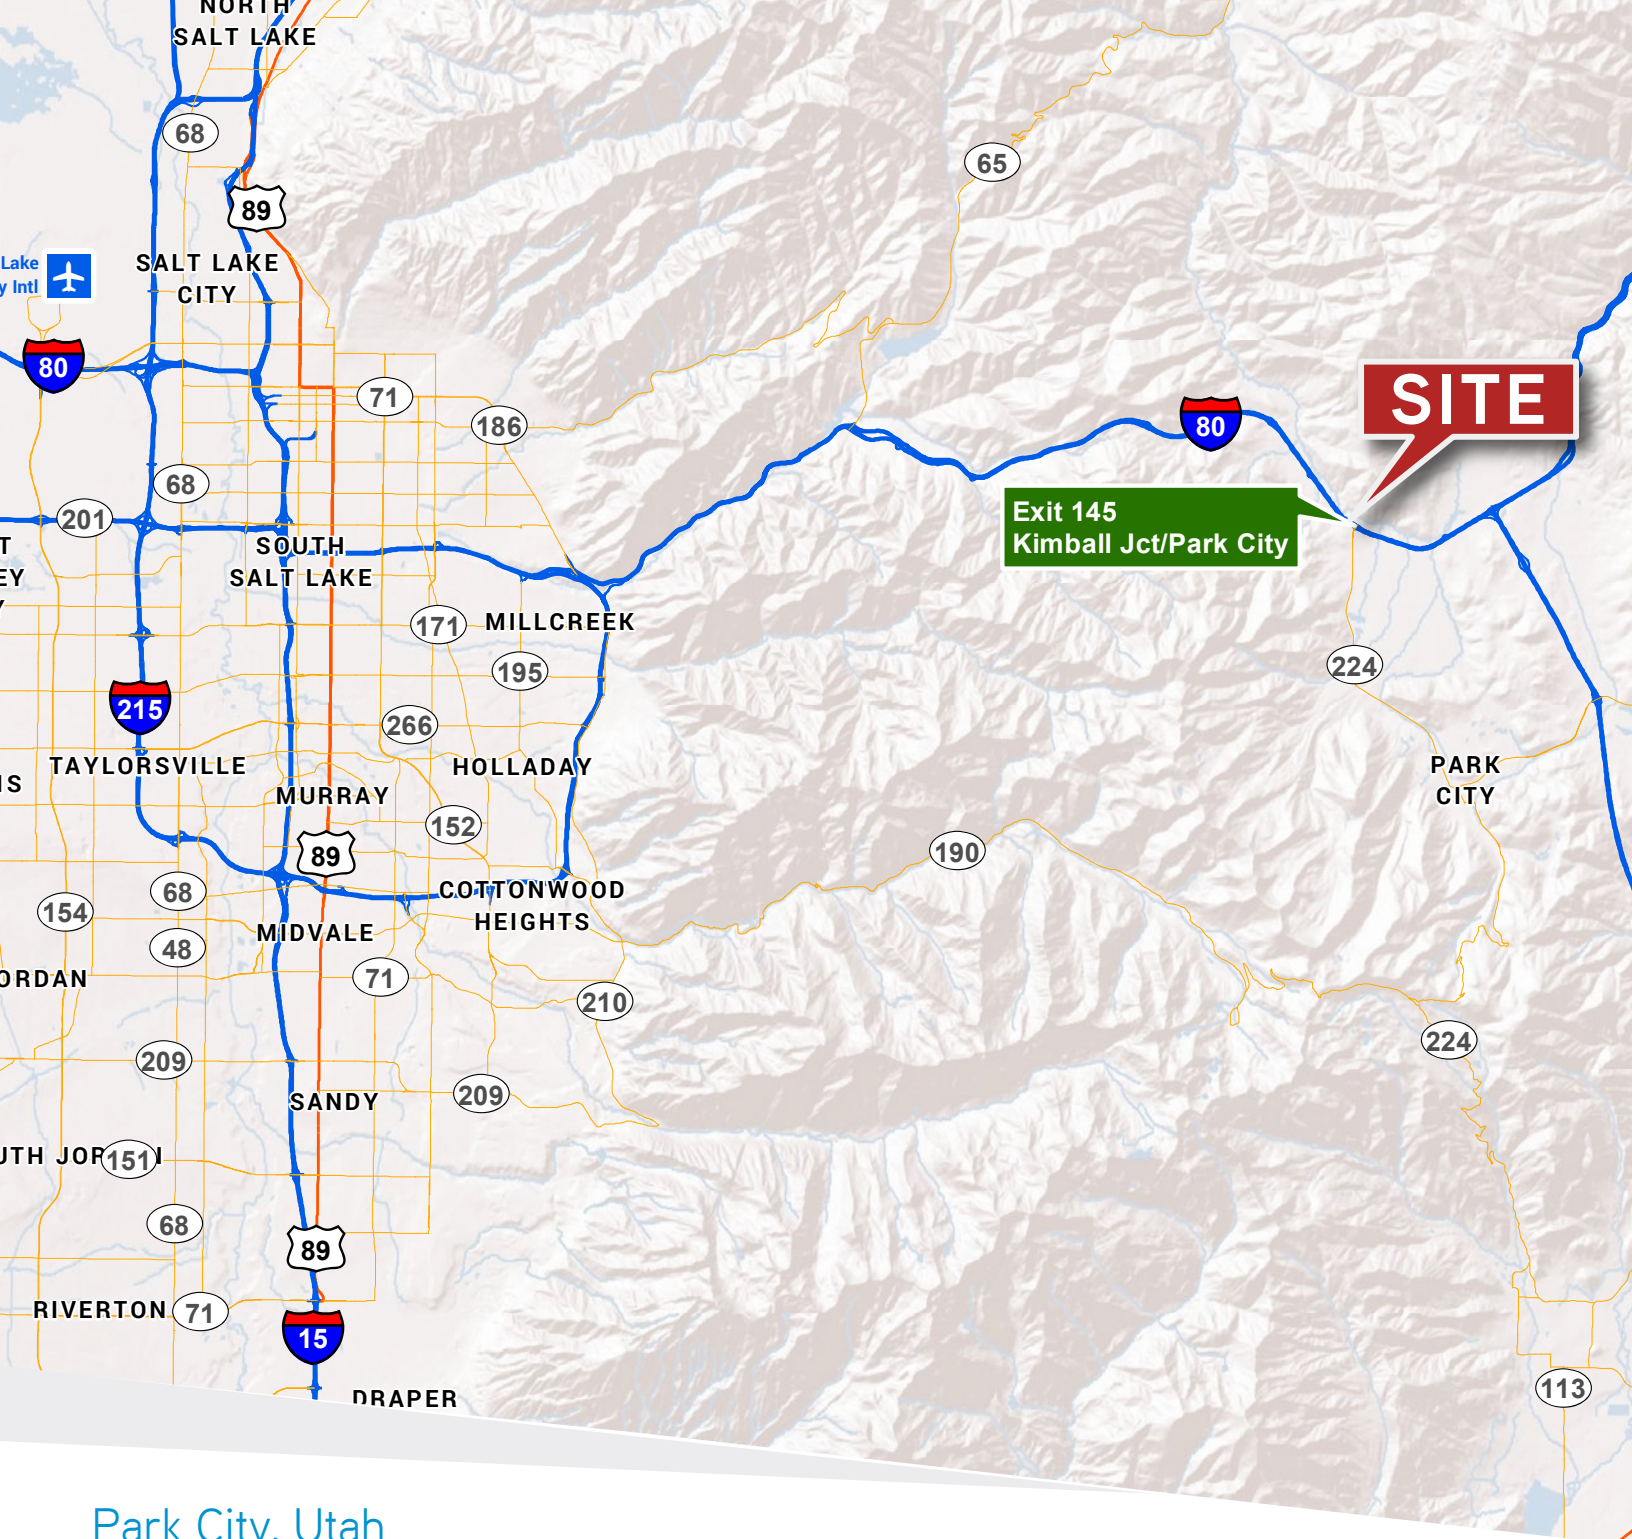 NORTH
SALT LAKE
68
65
89
SALT LAKE
CITY
Lake
y Intl
80
71
186
80
SITE
68
201
Exit 145
Kimball Jct/Park City
T
EY
Y
SOUTH
SALT LAKE
171
MILLCREEK
195
224
215
266
TAYLORSVILLE
HOLLADAY
IS
MURRAY
PARK
CITY
152
89
190
68
COTTONWOOD
HEIGHTS
154
MIDVALE
48
ORDAN
71
210
224
209
SANDY
209
UTH JOR
151
N
68
89
RIVERTON
71
15
113
DRAPER
Park City, Utah